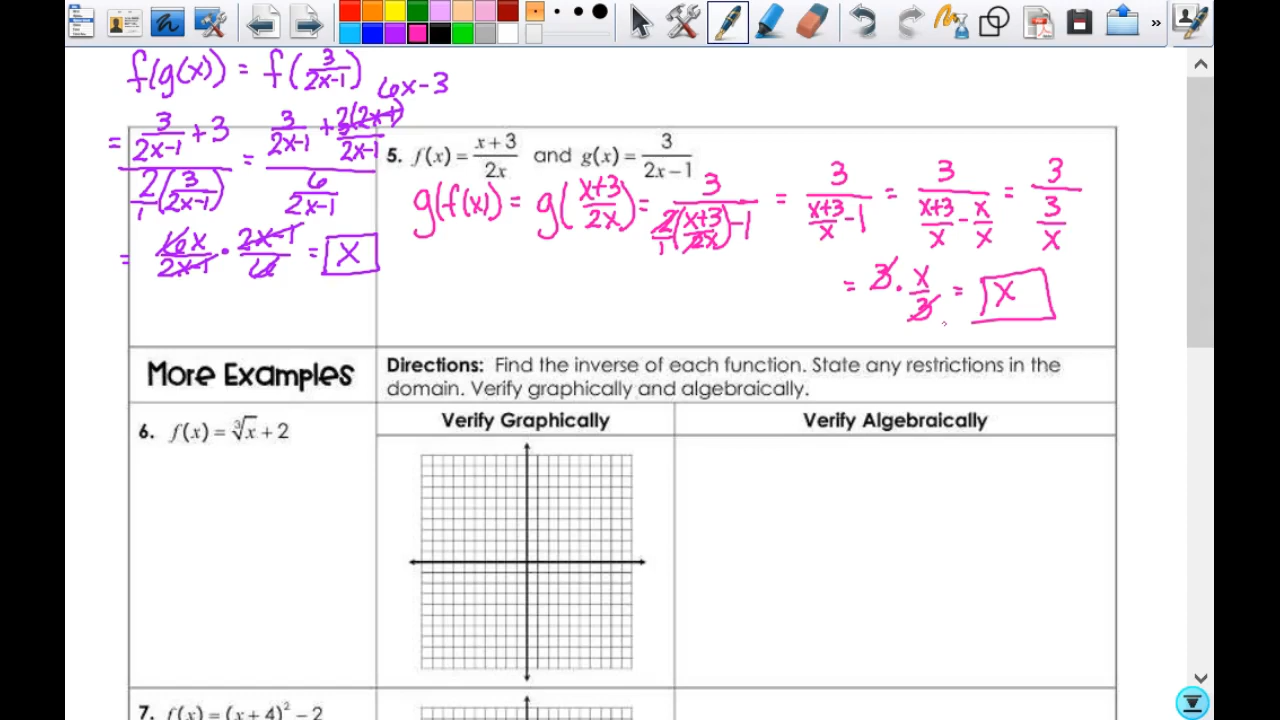 f(g(x)) = f(3/(2x-1))
6x-3
= (3/(2x-1) + 3)/(2/1(3/(2x-1))) = (3/(2x-1) + 3(2x-1)/(2x-1))/(6/(2x-1))
= 6x/(2x-1) · (2x-1)/6 = x
5. f(x) = (x+3)/(2x) and g(x) = 3/(2x-1)
g(f(x)) = g((x+3)/(2x)) = 3/(2/1((x+3)/(2x))-1) = 3/((x+3)/x-1) = 3/((x+3)/x - x/x) = 3/(3/x)
= 3 · x/3 = x
More Examples
Directions: Find the inverse of each function. State any restrictions in the
domain. Verify graphically and algebraically.
Verify Graphically
Verify Algebraically
6. f(x) = ∛x + 2
7. f(x) = (x + 4)² - 2